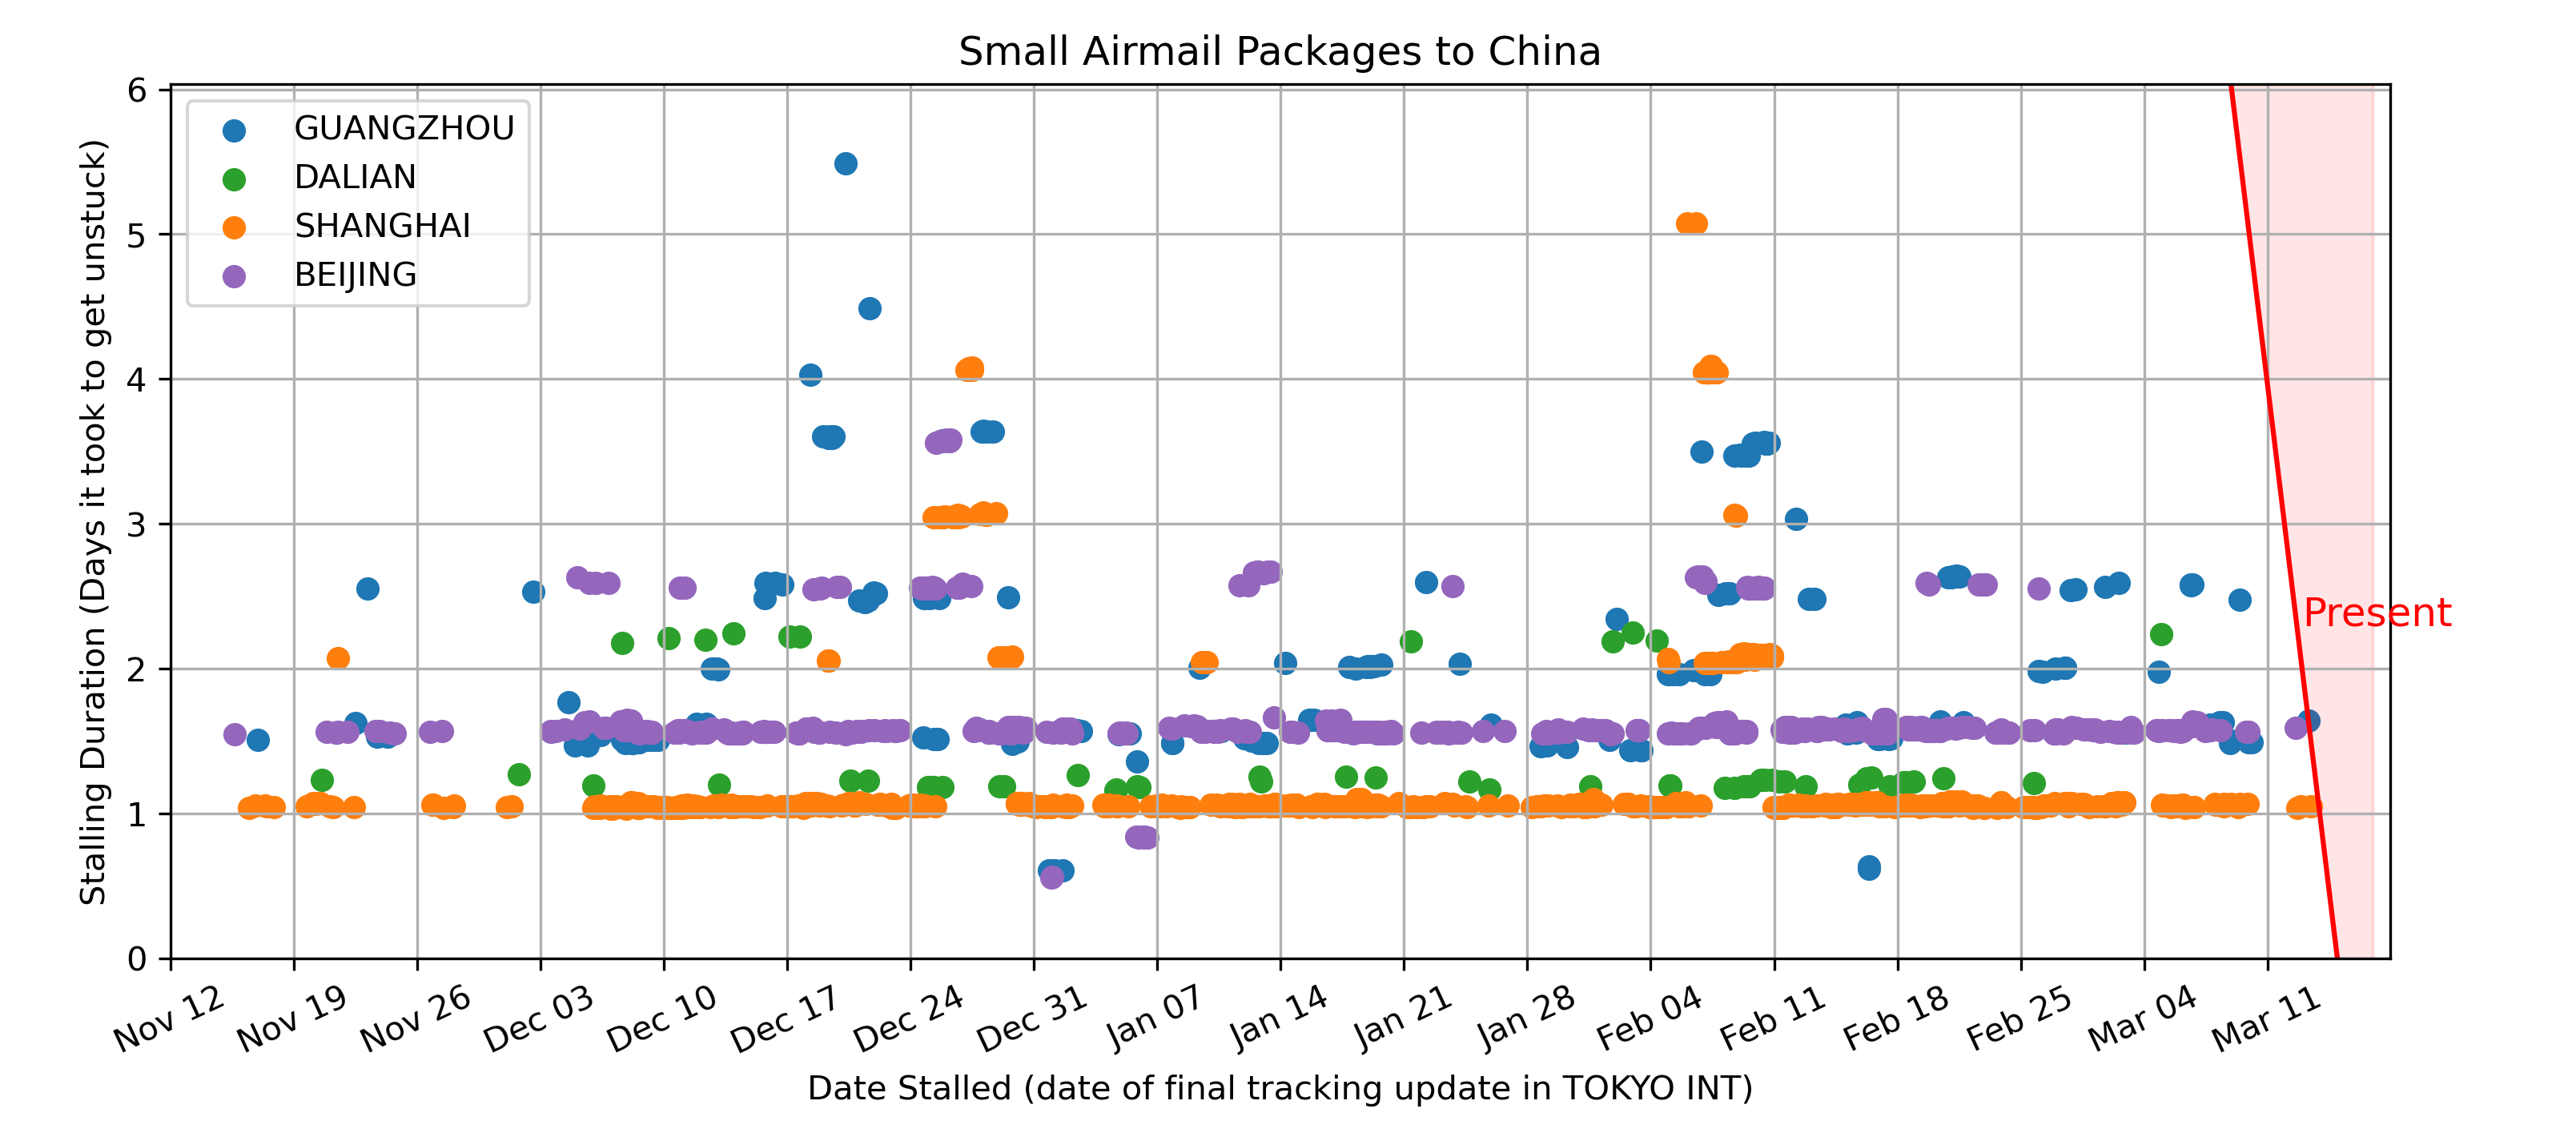 Small Airmail Packages to China
Stalling Duration (Days it took to get unstuck)
6
5
4
3
2
1
0
GUANGZHOU
DALIAN
SHANGHAI
BEIJING
Present
Nov 12
Nov 19
Nov 26
Dec 03
Dec 10
Dec 17
Dec 24
Dec 31
Jan 07
Jan 14
Jan 21
Jan 28
Feb 04
Feb 11
Feb 18
Feb 25
Mar 04
Mar 11
Date Stalled (date of final tracking update in TOKYO INT)